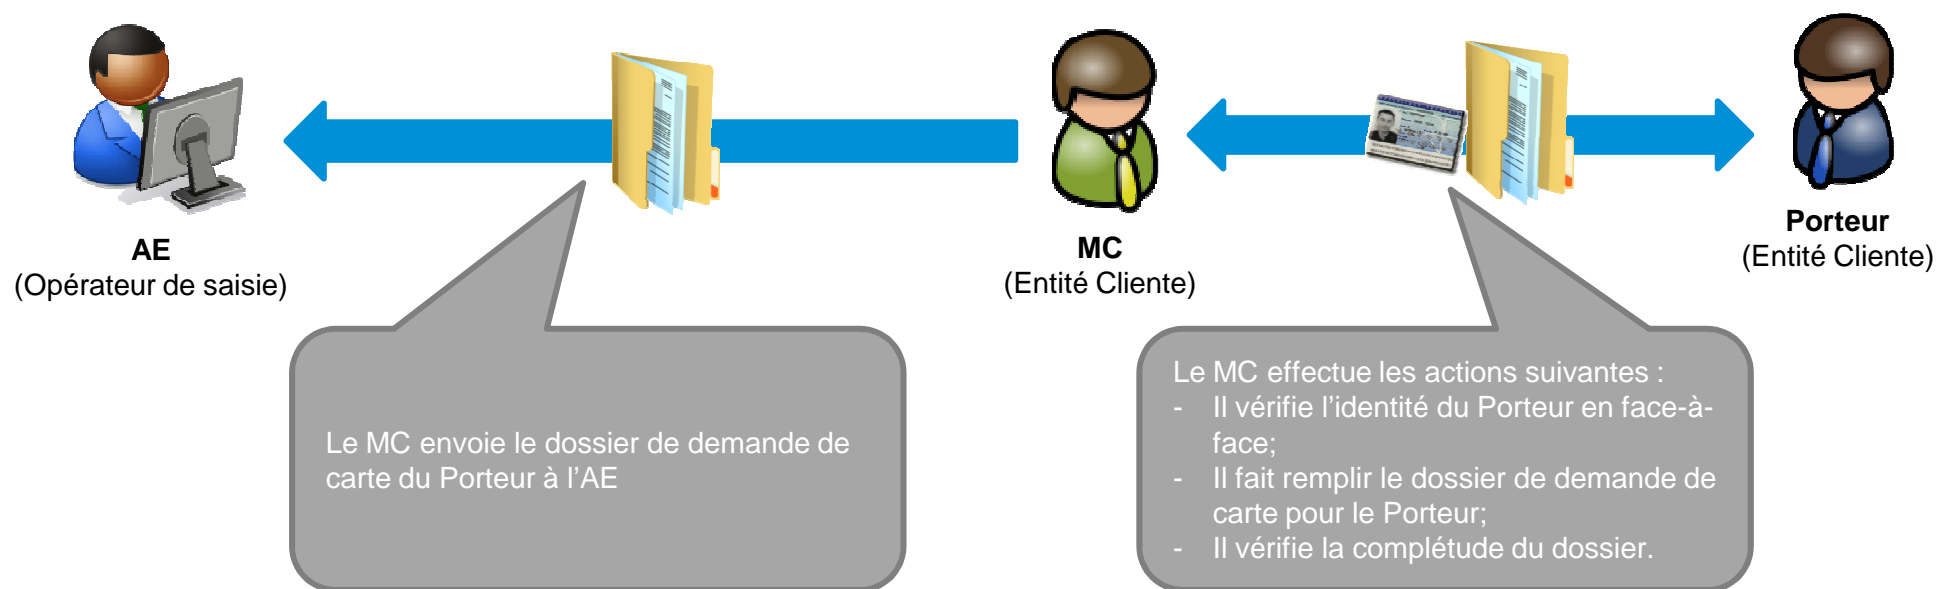 AE
(Opérateur de saisie)
MC
(Entité Cliente)
Porteur
(Entité Cliente)
Le MC envoie le dossier de demande de
carte du Porteur à l’AE
Le MC effectue les actions suivantes :
- Il vérifie l’identité du Porteur en face-à-
face;
- Il fait remplir le dossier de demande de
carte pour le Porteur;
- Il vérifie la complétude du dossier.